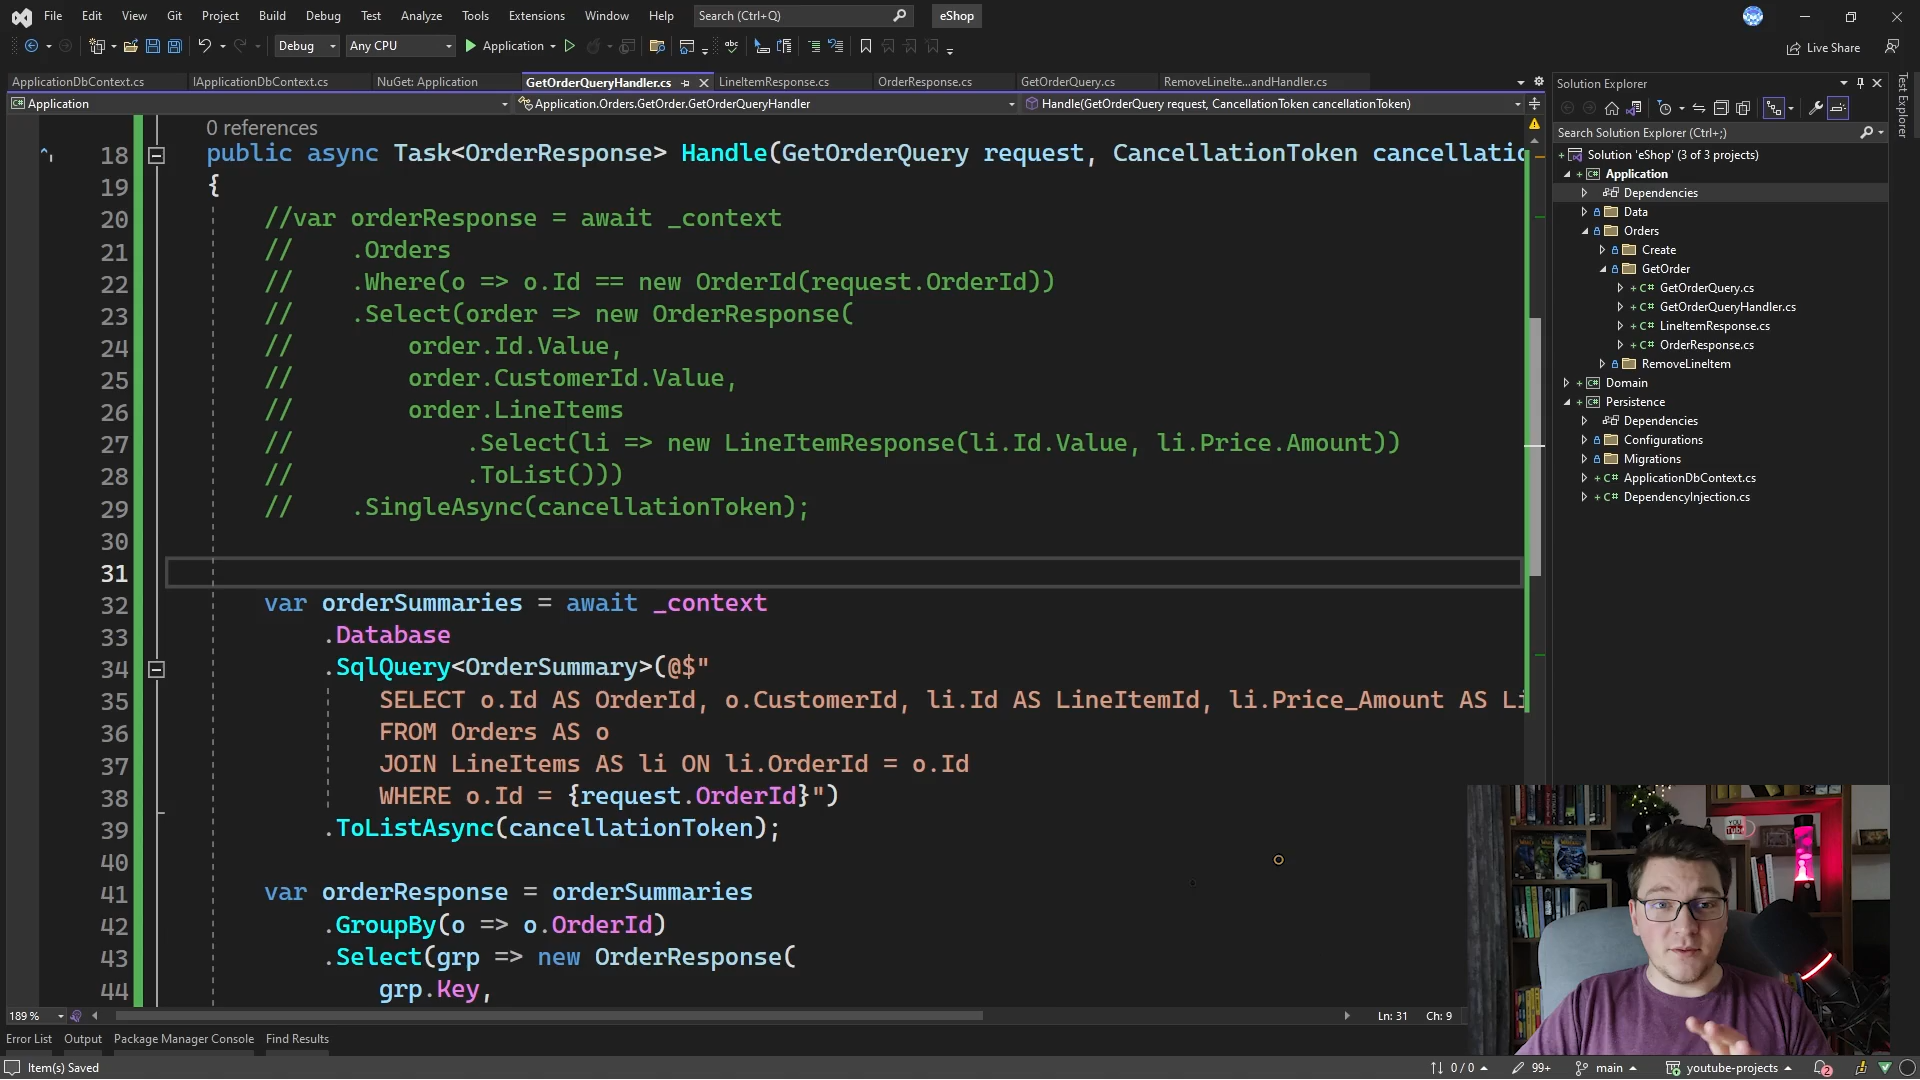 File Edit View Git Project Build Debug Test Analyze Tools Extensions Window Help Search (Ctrl+Q) eShop
Debug Any CPU Application Live Share
ApplicationDbContext.cs IApplicationDbContext.cs NuGet: Application GetOrderQueryHandler.cs LineItemResponse.cs OrderResponse.cs GetOrderQuery.cs RemoveLineIte...andHandler.cs
Application Application.Orders.GetOrder.GetOrderQueryHandler Handle(GetOrderQuery request, CancellationToken cancellationToken)
0 references
18 public async Task<OrderResponse> Handle(GetOrderQuery request, CancellationToken cancellatio
19 {
20 //var orderResponse = await _context
21 // .Orders
22 // .Where(o => o.Id == new OrderId(request.OrderId))
23 // .Select(order => new OrderResponse(
24 // order.Id.Value,
25 // order.CustomerId.Value,
26 // order.LineItems
27 // .Select(li => new LineItemResponse(li.Id.Value, li.Price.Amount))
28 // .ToList()))
29 // .SingleAsync(cancellationToken);
30
31
32 var orderSummaries = await _context
33 .Database
34 .SqlQuery<OrderSummary>(@$"
35 SELECT o.Id AS OrderId, o.CustomerId, li.Id AS LineItemId, li.Price_Amount AS Li
36 FROM Orders AS o
37 JOIN LineItems AS li ON li.OrderId = o.Id
38 WHERE o.Id = {request.OrderId}")
39 .ToListAsync(cancellationToken);
40
41 var orderResponse = orderSummaries
42 .GroupBy(o => o.OrderId)
43 .Select(grp => new OrderResponse(
44 grp.Key,
189 % Ln: 31 Ch: 9
Error List Output Package Manager Console Find Results
Item(s) Saved 0 / 0 99+ main youtube-projects 2
Solution Explorer
Search Solution Explorer (Ctrl+;)
Solution 'eShop' (3 of 3 projects)
Application
Dependencies
Data
Orders
Create
GetOrder
GetOrderQuery.cs
GetOrderQueryHandler.cs
LineItemResponse.cs
OrderResponse.cs
RemoveLineItem
Domain
Persistence
Dependencies
Configurations
Migrations
ApplicationDbContext.cs
DependencyInjection.cs
Test Explorer
YOU
Tube